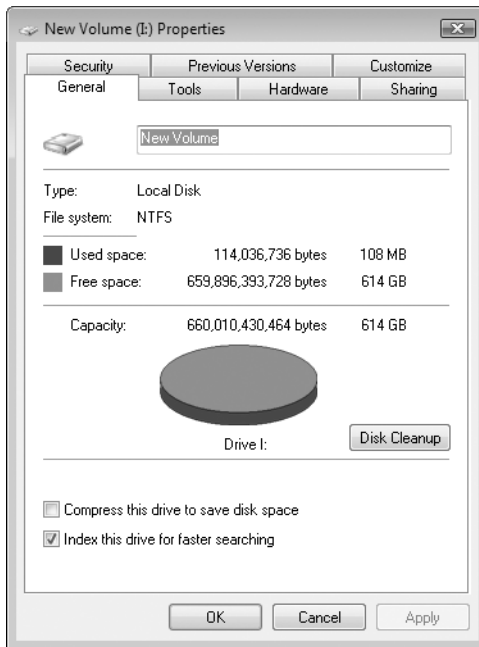 New Volume (I:) Properties
Security Previous Versions Customize
General Tools Hardware Sharing
New Volume
Type: Local Disk
File system: NTFS
Used space: 114,036,736 bytes 108 MB
Free space: 659,896,393,728 bytes 614 GB
Capacity: 660,010,430,464 bytes 614 GB
Drive I:
Disk Cleanup
Compress this drive to save disk space
Index this drive for faster searching
OK Cancel Apply